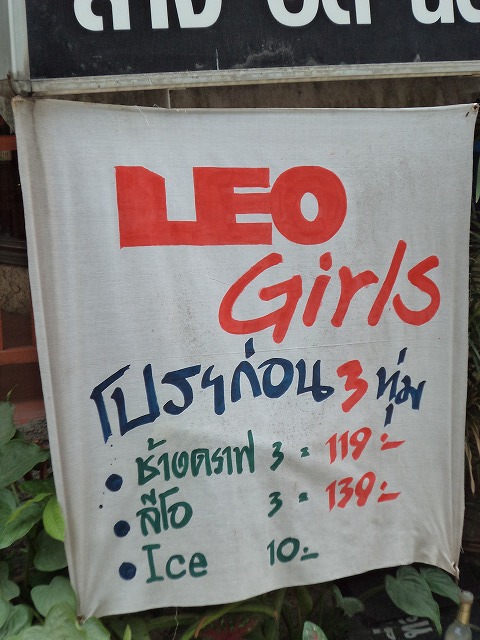 LEO
Girls
โปรฯก่อน 3 ทุ่ม
• ช้างดราฟ 3 = 119.-
• ลีโอ 3 = 139.-
• Ice 10.-